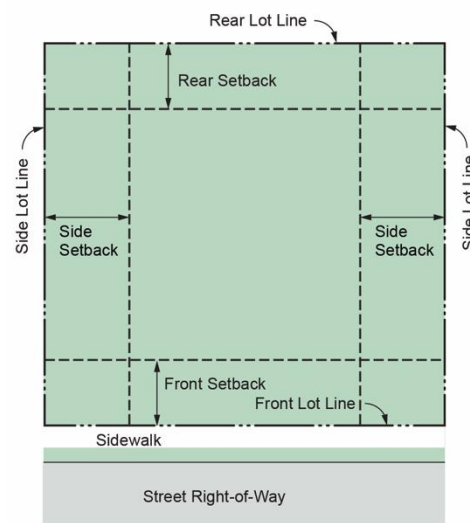 Rear Lot Line
Rear Setback
Side Lot Line
Side Lot Line
Side
Setback
Side
Setback
Front Setback
Front Lot Line
Sidewalk
Street Right-of-Way